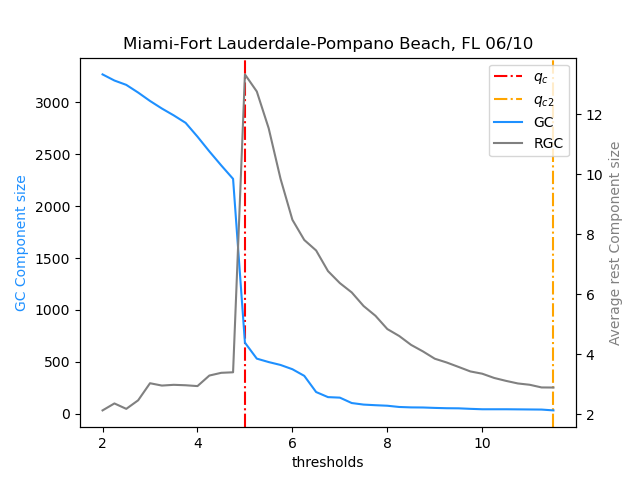 Miami-Fort Lauderdale-Pompano Beach, FL 06/10
GC Component size
3000
2500
2000
1500
1000
500
0
q_c
q_c2
GC
RGC
12
10
8
6
4
2
Average rest Component size
2 4 6 8 10
thresholds